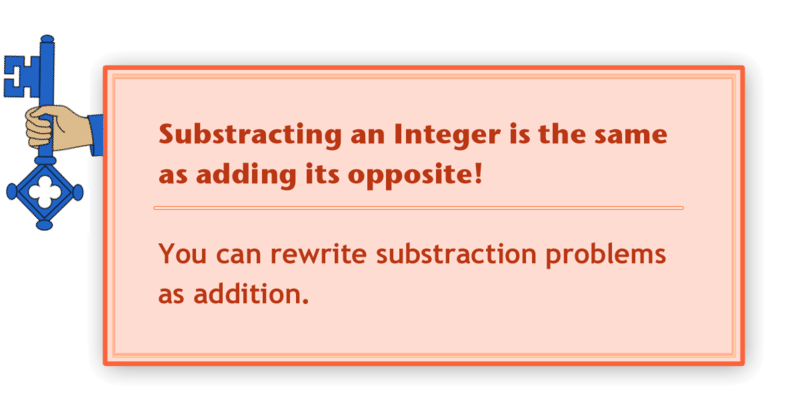 Substracting an Integer is the same
as adding its opposite!
You can rewrite substraction problems
as addition.